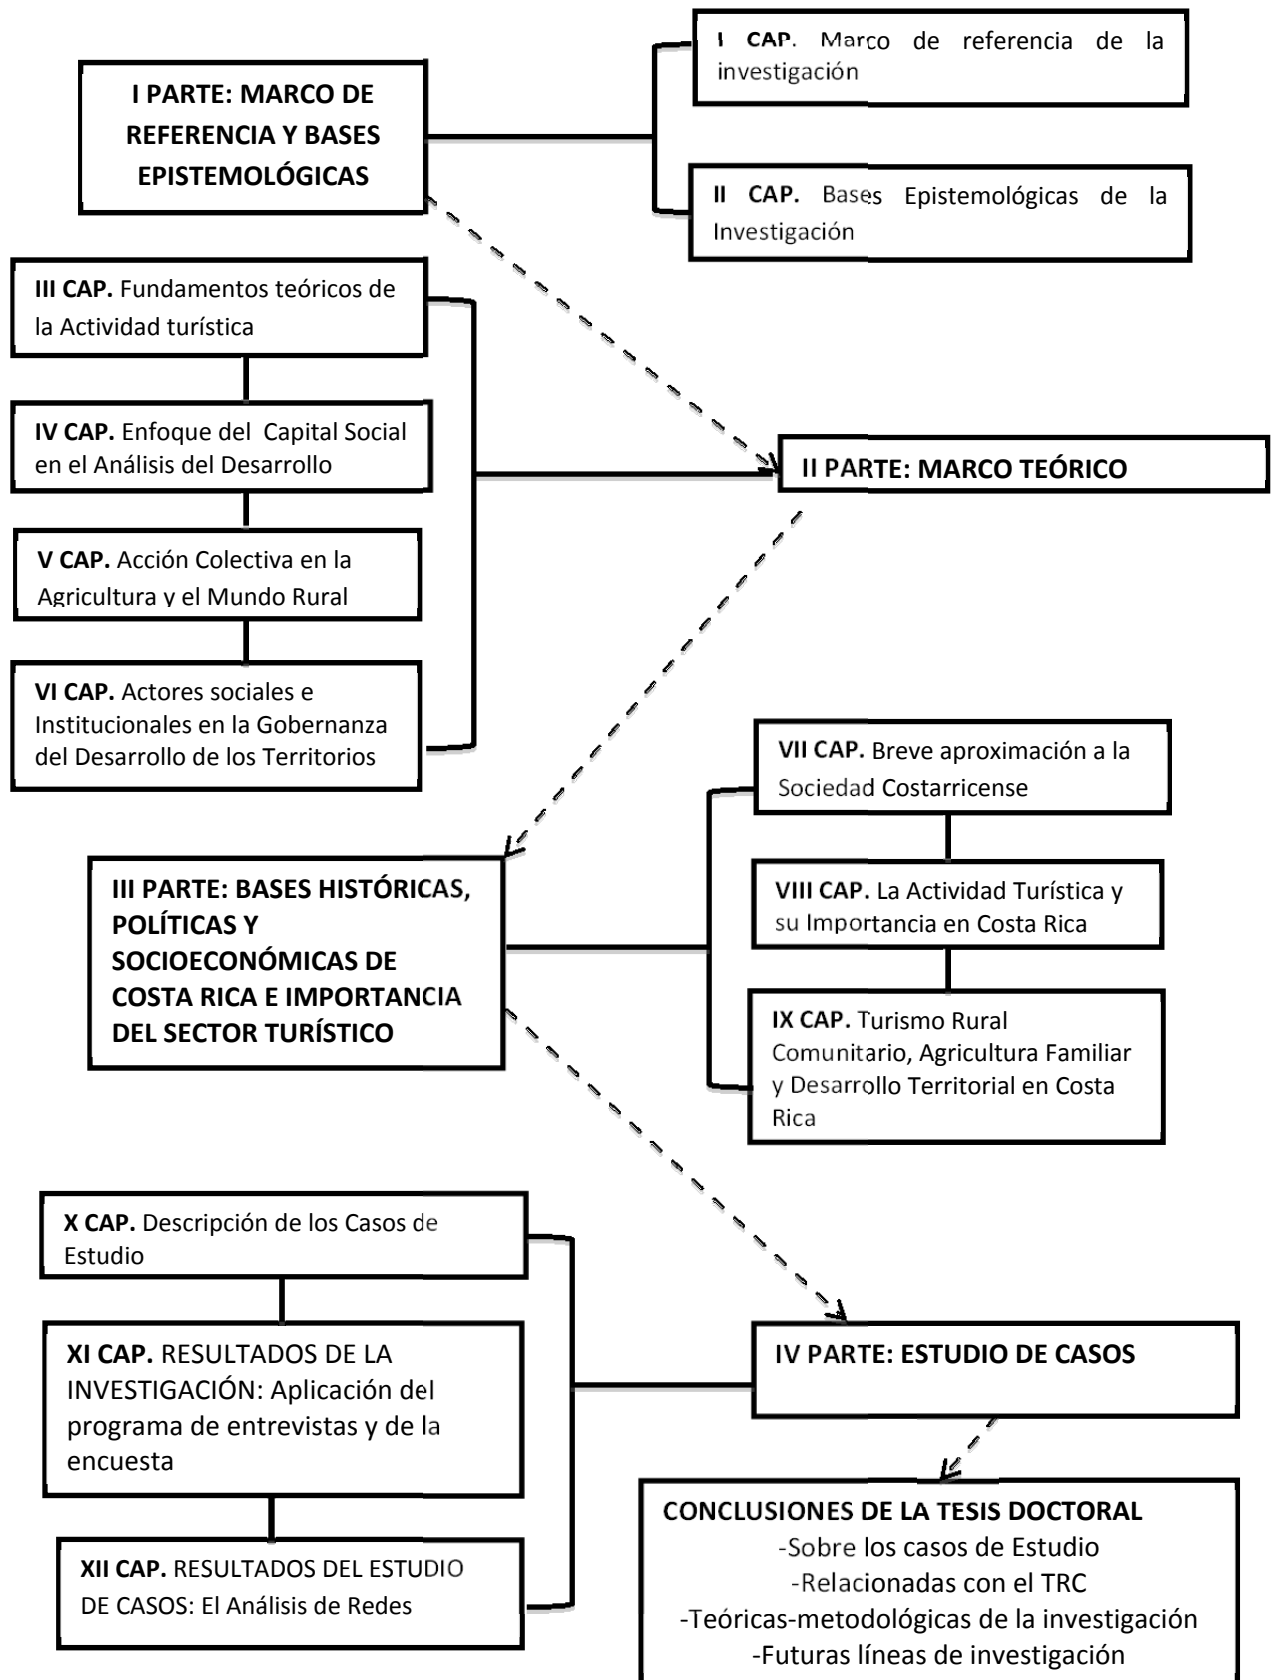 I PARTE: MARCO DE
REFERENCIA Y BASES
EPISTEMOLÓGICAS
I CAP. Marco de referencia de la
investigación
II CAP. Bases Epistemológicas de la
Investigación
III CAP. Fundamentos teóricos de
la Actividad turística
IV CAP. Enfoque del Capital Social
en el Análisis del Desarrollo
V CAP. Acción Colectiva en la
Agricultura y el Mundo Rural
VI CAP. Actores sociales e
Institucionales en la Gobernanza
del Desarrollo de los Territorios
II PARTE: MARCO TEÓRICO
III PARTE: BASES HISTÓRICAS,
POLÍTICAS Y
SOCIOECONÓMICAS DE
COSTA RICA E IMPORTANCIA
DEL SECTOR TURÍSTICO
VII CAP. Breve aproximación a la
Sociedad Costarricense
VIII CAP. La Actividad Turística y
su Importancia en Costa Rica
IX CAP. Turismo Rural
Comunitario, Agricultura Familiar
y Desarrollo Territorial en Costa
Rica
X CAP. Descripción de los Casos de
Estudio
XI CAP. RESULTADOS DE LA
INVESTIGACIÓN: Aplicación del
programa de entrevistas y de la
encuesta
XII CAP. RESULTADOS DEL ESTUDIO
DE CASOS: El Análisis de Redes
IV PARTE: ESTUDIO DE CASOS
CONCLUSIONES DE LA TESIS DOCTORAL
-Sobre los casos de Estudio
-Relacionadas con el TRC
-Teóricas-metodológicas de la investigación
-Futuras líneas de investigación